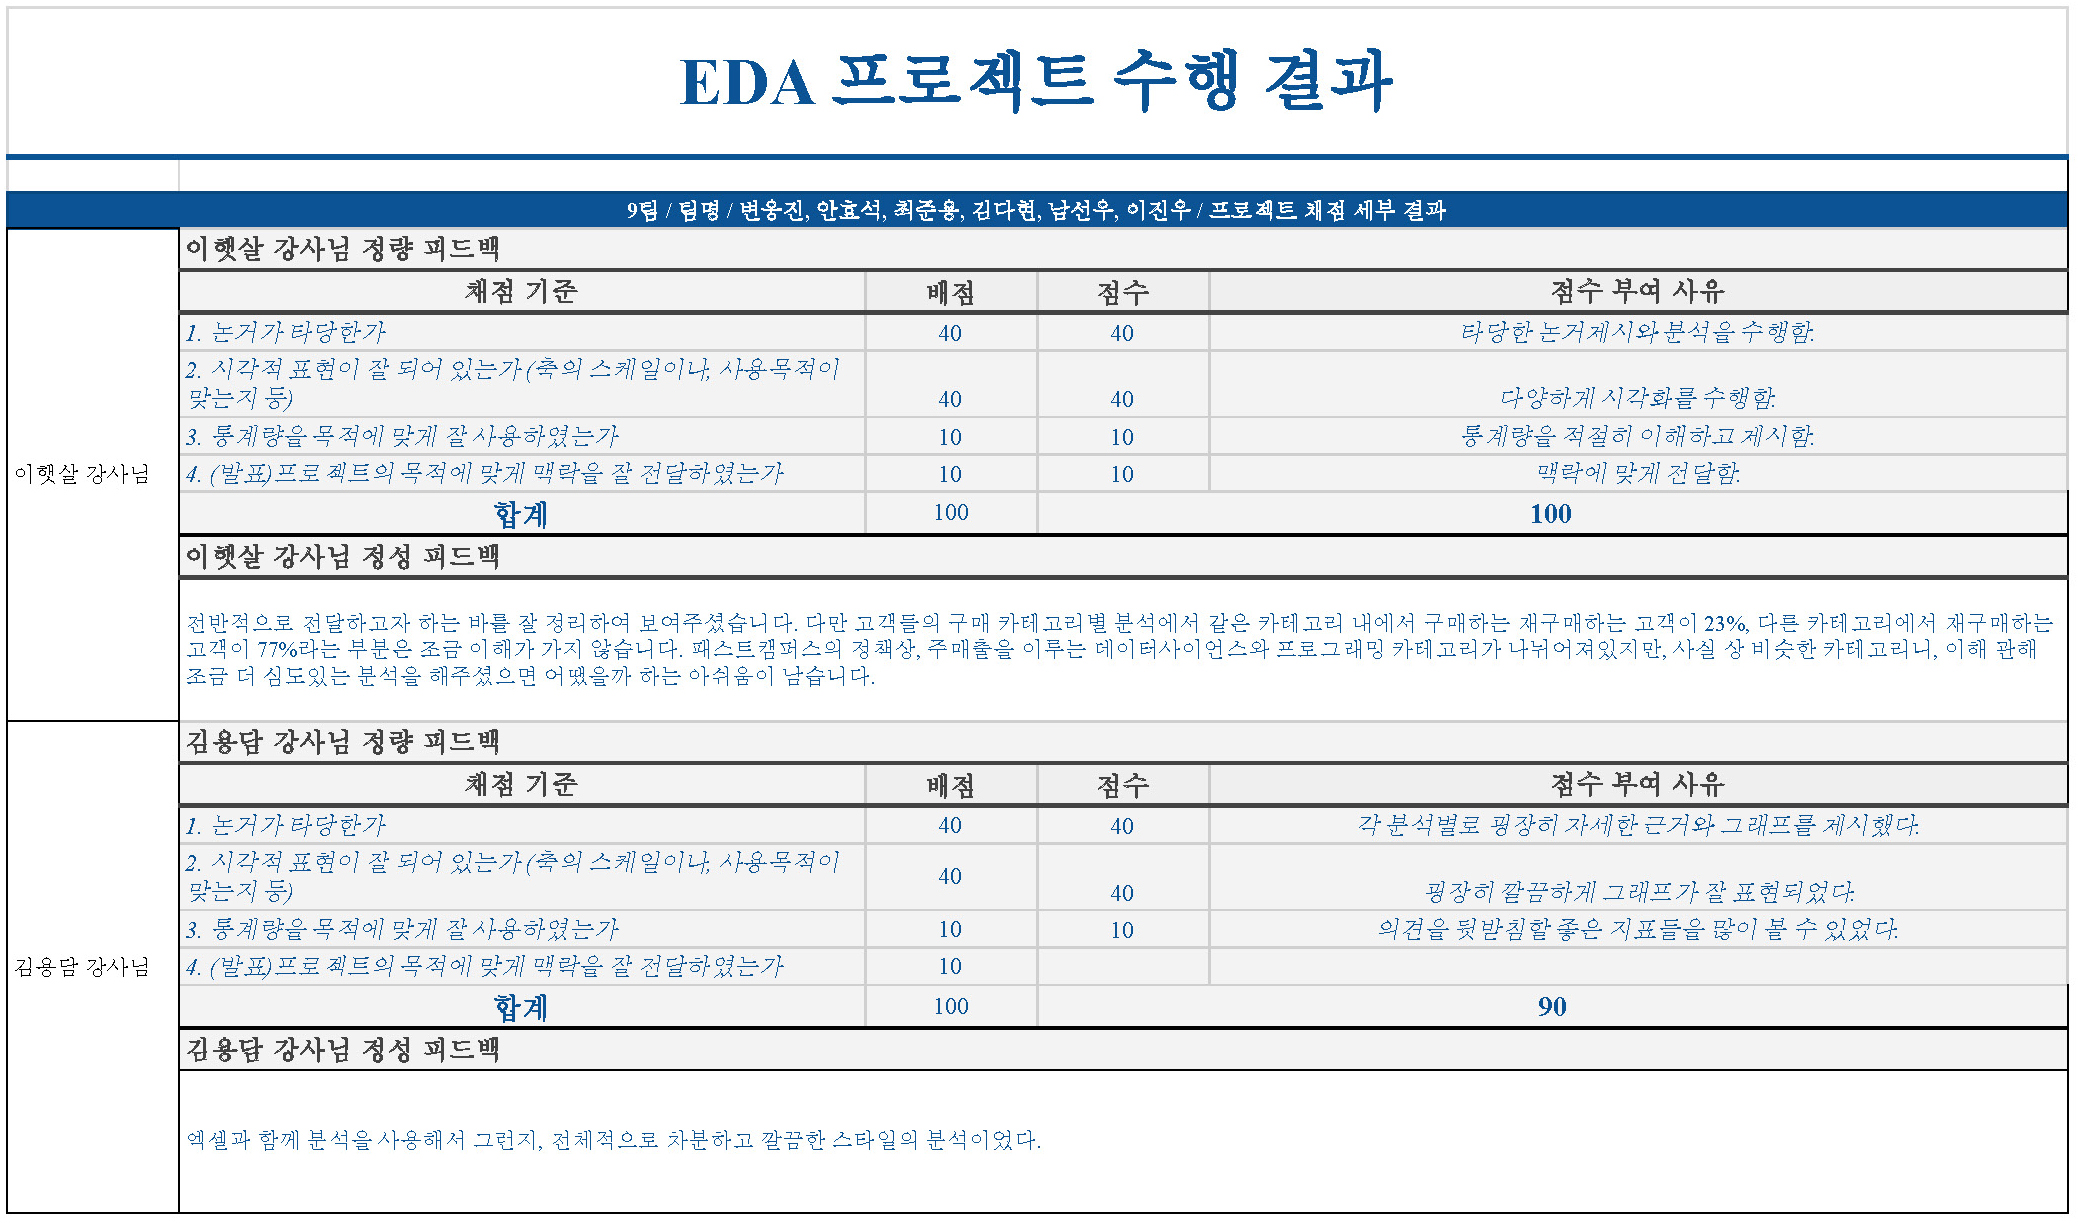 EDA 프로젝트 수행 결과
9팀 / 팀명 / 변웅진, 안효석, 최준용, 김다현, 남선우, 이진우 / 프로젝트 채점 세부 결과
이햇살 강사님
이햇살 강사님 정량 피드백
채점 기준 배점 점수 점수 부여 사유
1. 논거가 타당한가 40 40 타당한 논거게시와 분석을 수행함.
2. 시각적 표현이 잘 되어 있는가 (축의 스케일이나, 사용목적이
맞는지 등) 40 40 다양하게 시각화를 수행함.
3. 통계량을 목적에 맞게 잘 사용하였는가 10 10 통계량을 적절히 이해하고 게시함.
4. (발표)프로젝트의 목적에 맞게 맥락을 잘 전달하였는가 10 10 맥락에 맞게 전달함.
합계 100 100
이햇살 강사님 정성 피드백
전반적으로 전달하고자 하는 바를 잘 정리하여 보여주셨습니다. 다만 고객들의 구매 카테고리별 분석에서 같은 카테고리 내에서 구매하는 재구매하는 고객이 23%, 다른 카테고리에서 재구매하는
고객이 77%라는 부분은 조금 이해가 가지 않습니다. 패스트캠퍼스의 정책상, 주매출을 이루는 데이터사이언스와 프로그래밍 카테고리가 나뉘어져있지만, 사실 상 비슷한 카테고리니, 이해 관해
조금 더 심도있는 분석을 해주셨으면 어땠을까 하는 아쉬움이 남습니다.
김용담 강사님
김용담 강사님 정량 피드백
채점 기준 배점 점수 점수 부여 사유
1. 논거가 타당한가 40 40 각 분석별로 굉장히 자세한 근거와 그래프를 게시했다.
2. 시각적 표현이 잘 되어 있는가 (축의 스케일이나, 사용목적이
맞는지 등) 40 40 굉장히 깔끔하게 그래프가 잘 표현되었다.
3. 통계량을 목적에 맞게 잘 사용하였는가 10 10 의견을 뒷받침할 좋은 지표들을 많이 볼 수 있었다.
4. (발표)프로젝트의 목적에 맞게 맥락을 잘 전달하였는가 10
합계 100 90
김용담 강사님 정성 피드백
엑셀과 함께 분석을 사용해서 그런지, 전체적으로 차분하고 깔끔한 스타일의 분석이었다.